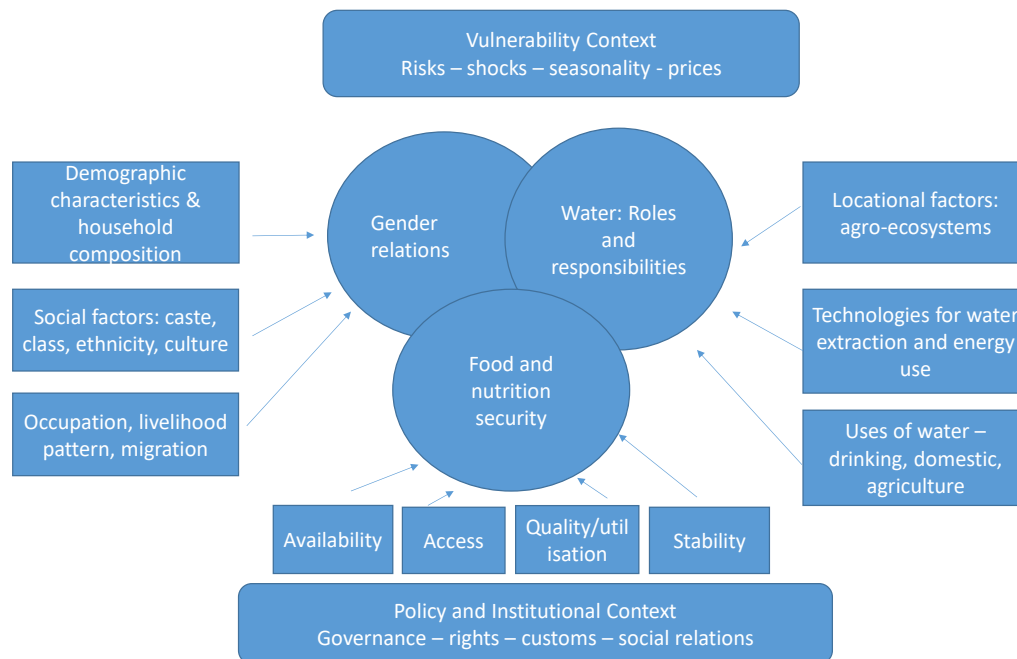 Vulnerability Context
Risks – shocks – seasonality - prices
Demographic
characteristics &
household
composition
Gender
relations
Water: Roles
and
responsibilities
Locational factors:
agro-ecosystems
Social factors: caste,
class, ethnicity, culture
Technologies for water
extraction and energy
use
Food and
nutrition
security
Occupation, livelihood
pattern, migration
Uses of water –
drinking, domestic,
agriculture
Availability
Access
Quality/util
isation
Stability
Policy and Institutional Context
Governance – rights – customs – social relations